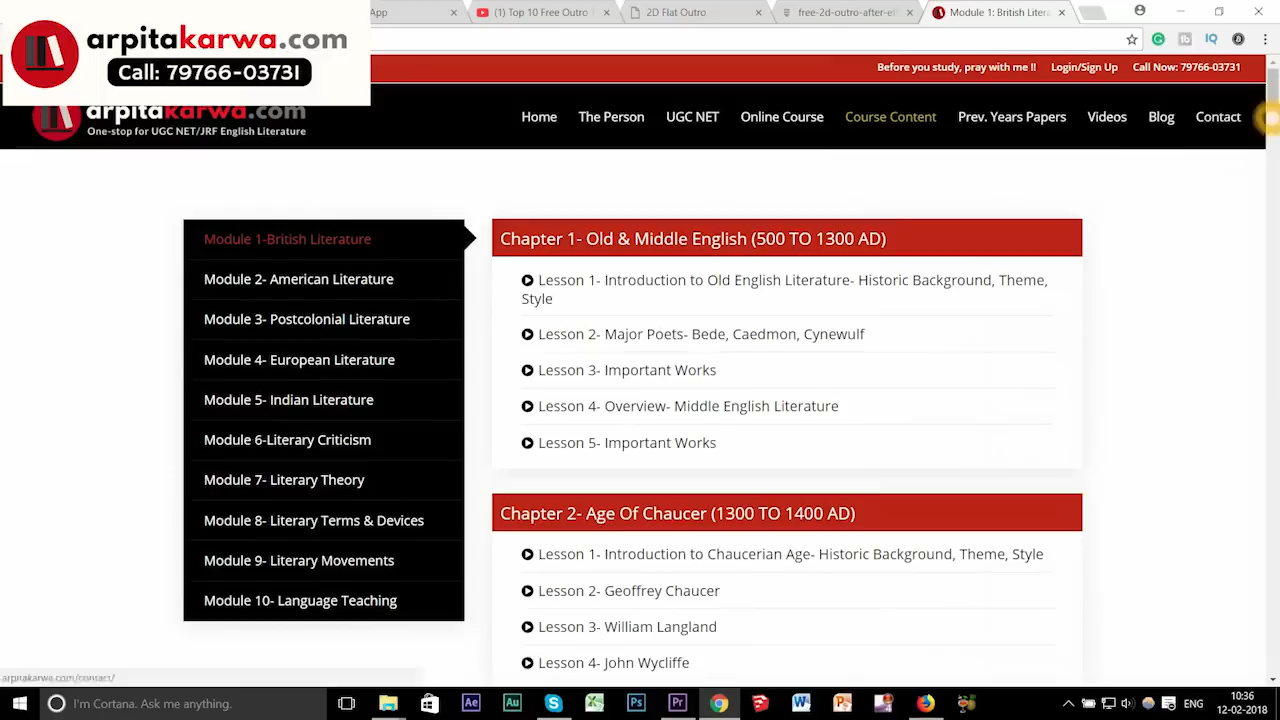 App
(1) Top 10 Free Outro
2D Flat Outro
free-2d-outro-after-ef
Module 1: British Litera
arpitakarwa.com
Call: 79766-03731
Before you study, pray with me !!
Login/Sign Up
Call Now: 79766-03731
arpitakarwa.com
One-stop for UGC NET/JRF English Literature
Home
The Person
UGC NET
Online Course
Course Content
Prev. Years Papers
Videos
Blog
Contact
Module 1-British Literature
Module 2- American Literature
Module 3- Postcolonial Literature
Module 4- European Literature
Module 5- Indian Literature
Module 6-Literary Criticism
Module 7- Literary Theory
Module 8- Literary Terms & Devices
Module 9- Literary Movements
Module 10- Language Teaching
Chapter 1- Old & Middle English (500 TO 1300 AD)
Lesson 1- Introduction to Old English Literature- Historic Background, Theme,
Style
Lesson 2- Major Poets- Bede, Caedmon, Cynewulf
Lesson 3- Important Works
Lesson 4- Overview- Middle English Literature
Lesson 5- Important Works
Chapter 2- Age Of Chaucer (1300 TO 1400 AD)
Lesson 1- Introduction to Chaucerian Age- Historic Background, Theme, Style
Lesson 2- Geoffrey Chaucer
Lesson 3- William Langland
Lesson 4- John Wycliffe
arpitakarwa.com/contact/
I'm Cortana. Ask me anything.
ENG
10:36
12-02-2018